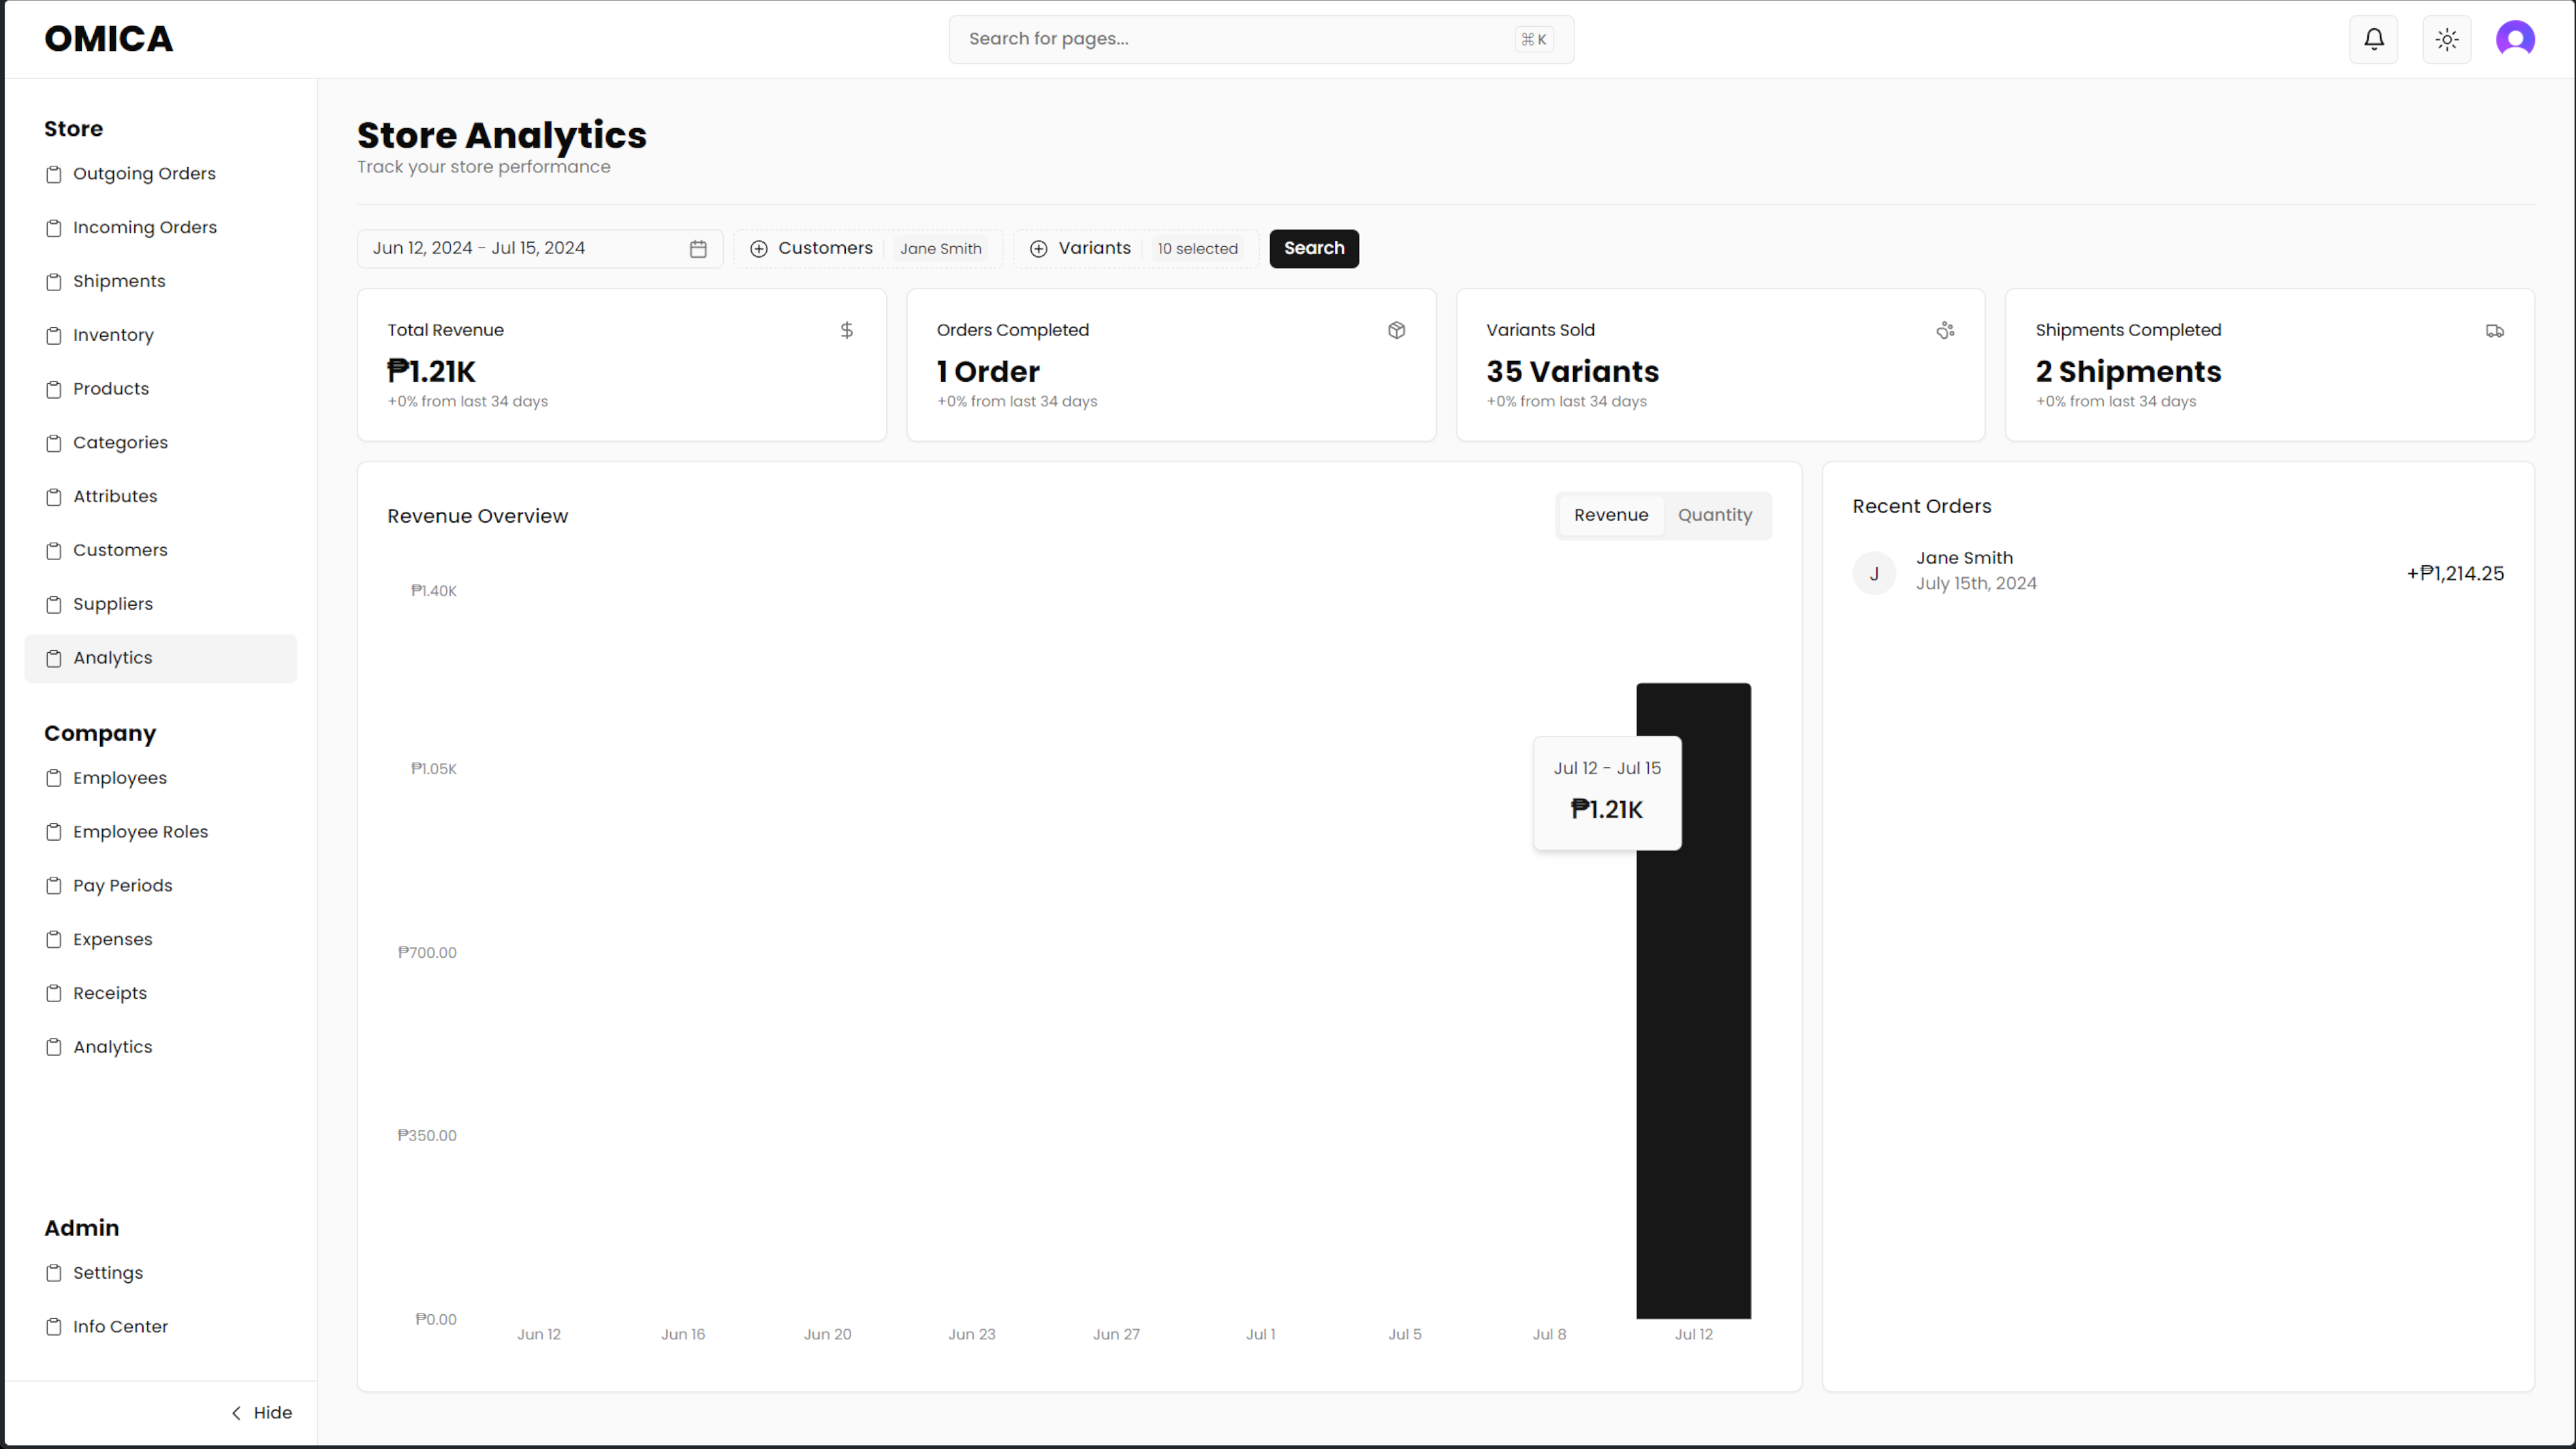 OMICA
Search for pages...
⌘ K
Store
Outgoing Orders
Incoming Orders
Shipments
Inventory
Products
Categories
Attributes
Customers
Suppliers
Analytics
Company
Employees
Employee Roles
Pay Periods
Expenses
Receipts
Analytics
Admin
Settings
Info Center
Hide
Store Analytics
Track your store performance
Jun 12, 2024 - Jul 15, 2024
Customers Jane Smith
Variants 10 selected
Search
Total Revenue
₱1.21K
+0% from last 34 days
Orders Completed
1 Order
+0% from last 34 days
Variants Sold
35 Variants
+0% from last 34 days
Shipments Completed
2 Shipments
+0% from last 34 days
Revenue Overview
Revenue Quantity
₱1.40K
₱1.05K
₱700.00
₱350.00
₱0.00
Jul 12 - Jul 15
₱1.21K
Jun 12 Jun 16 Jun 20 Jun 23 Jun 27 Jul 1 Jul 5 Jul 8 Jul 12
Recent Orders
J
Jane Smith
July 15th, 2024
+₱1,214.25